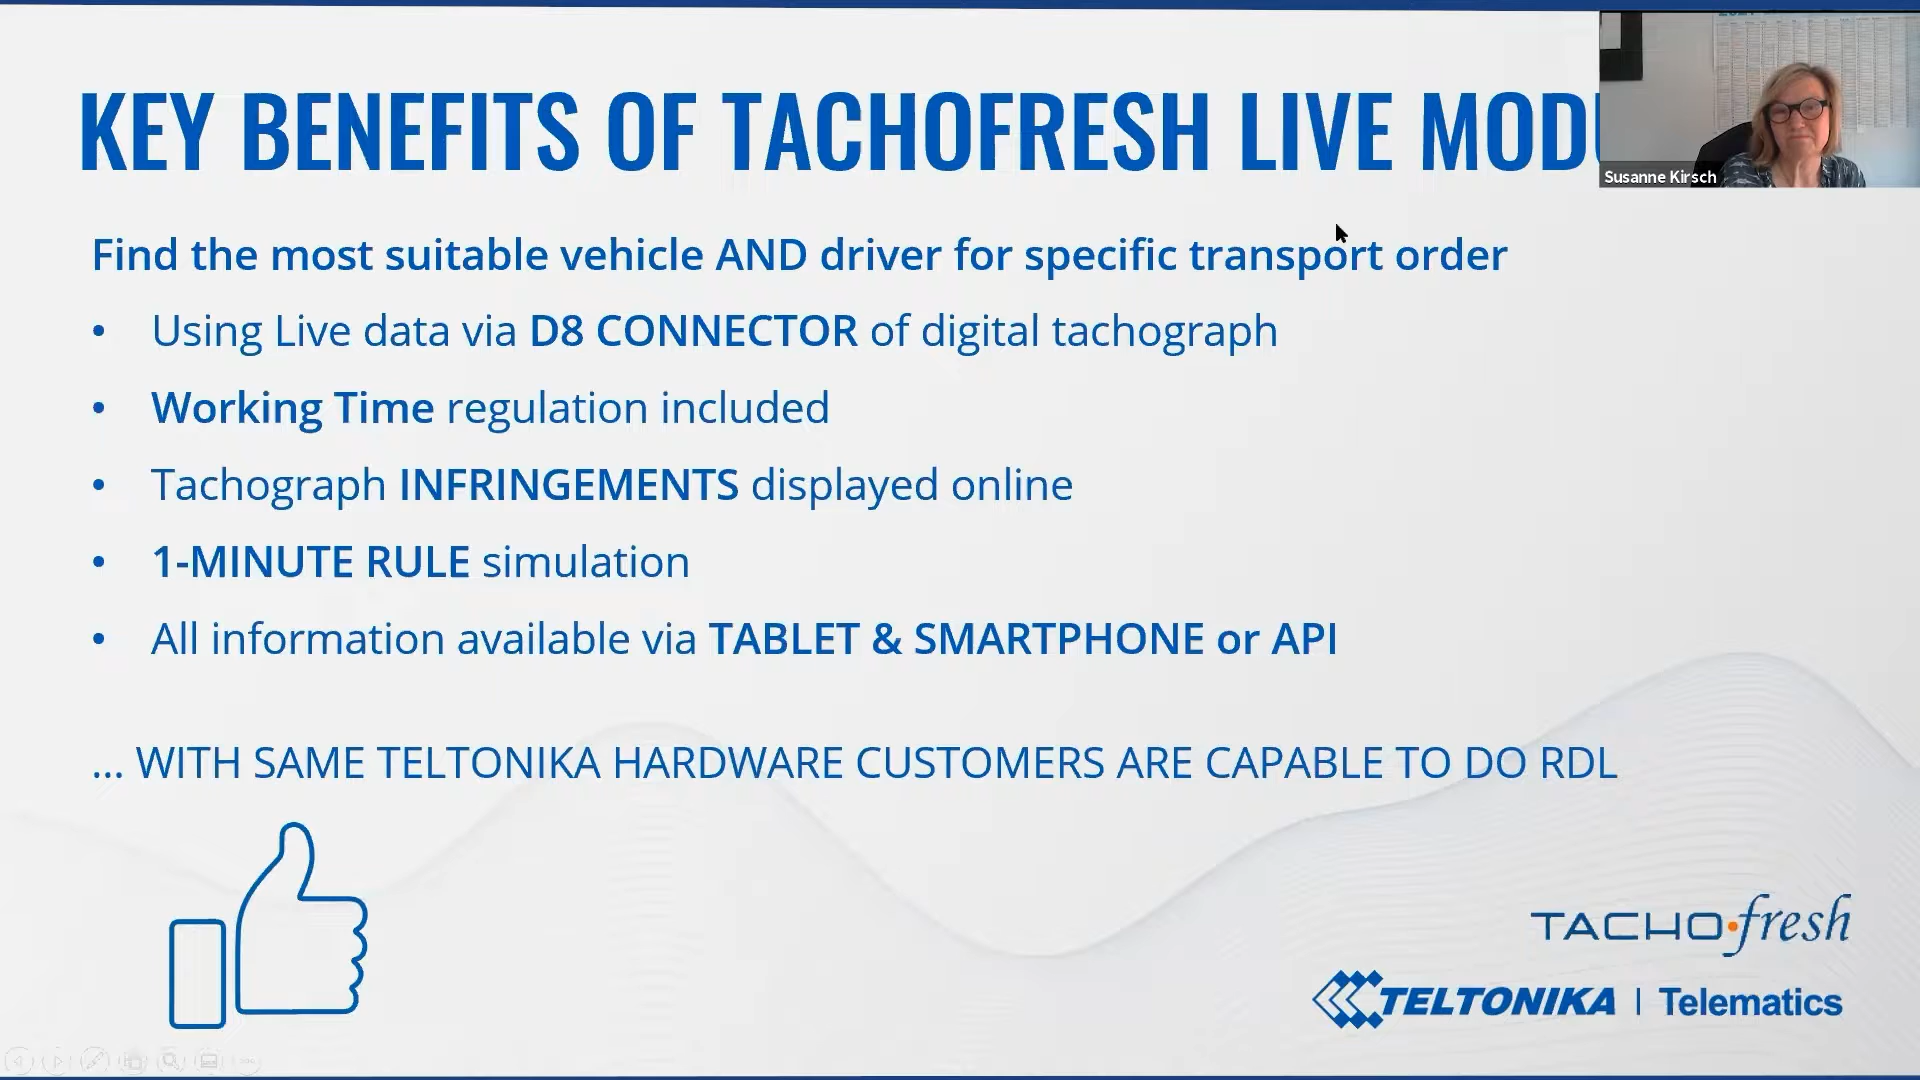 KEY BENEFITS OF TACHOFRESH LIVE MODU
Susanne Kirsch
Find the most suitable vehicle AND driver for specific transport order
• Using Live data via D8 CONNECTOR of digital tachograph
• Working Time regulation included
• Tachograph INFRINGEMENTS displayed online
• 1-MINUTE RULE simulation
• All information available via TABLET & SMARTPHONE or API
... WITH SAME TELTONIKA HARDWARE CUSTOMERS ARE CAPABLE TO DO RDL
TACHO·fresh
TELTONIKA | Telematics